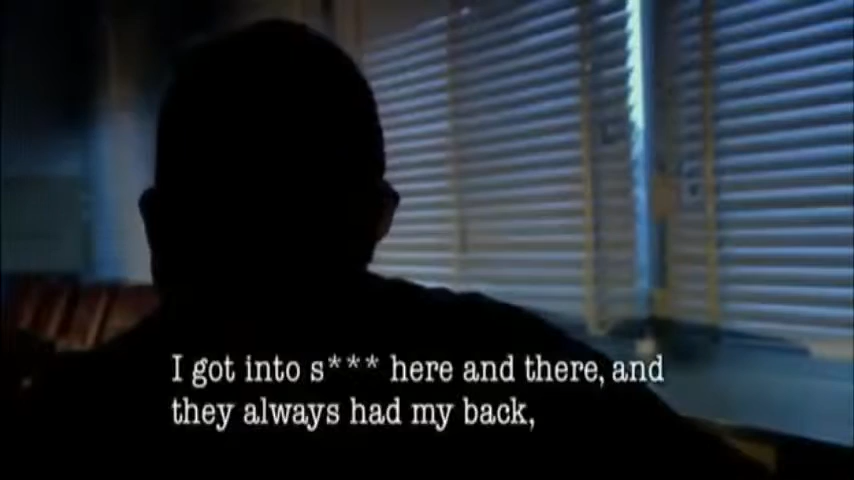 I got into s*** here and there, and
they always had my back,